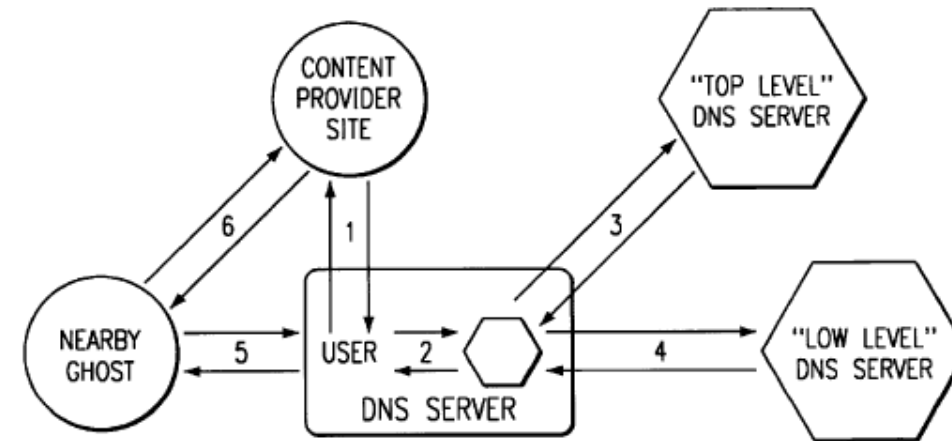 CONTENT
PROVIDER
SITE
"TOP LEVEL"
DNS SERVER
6
1
3
NEARBY
GHOST
5
USER
2
4
"LOW LEVEL"
DNS SERVER
DNS SERVER